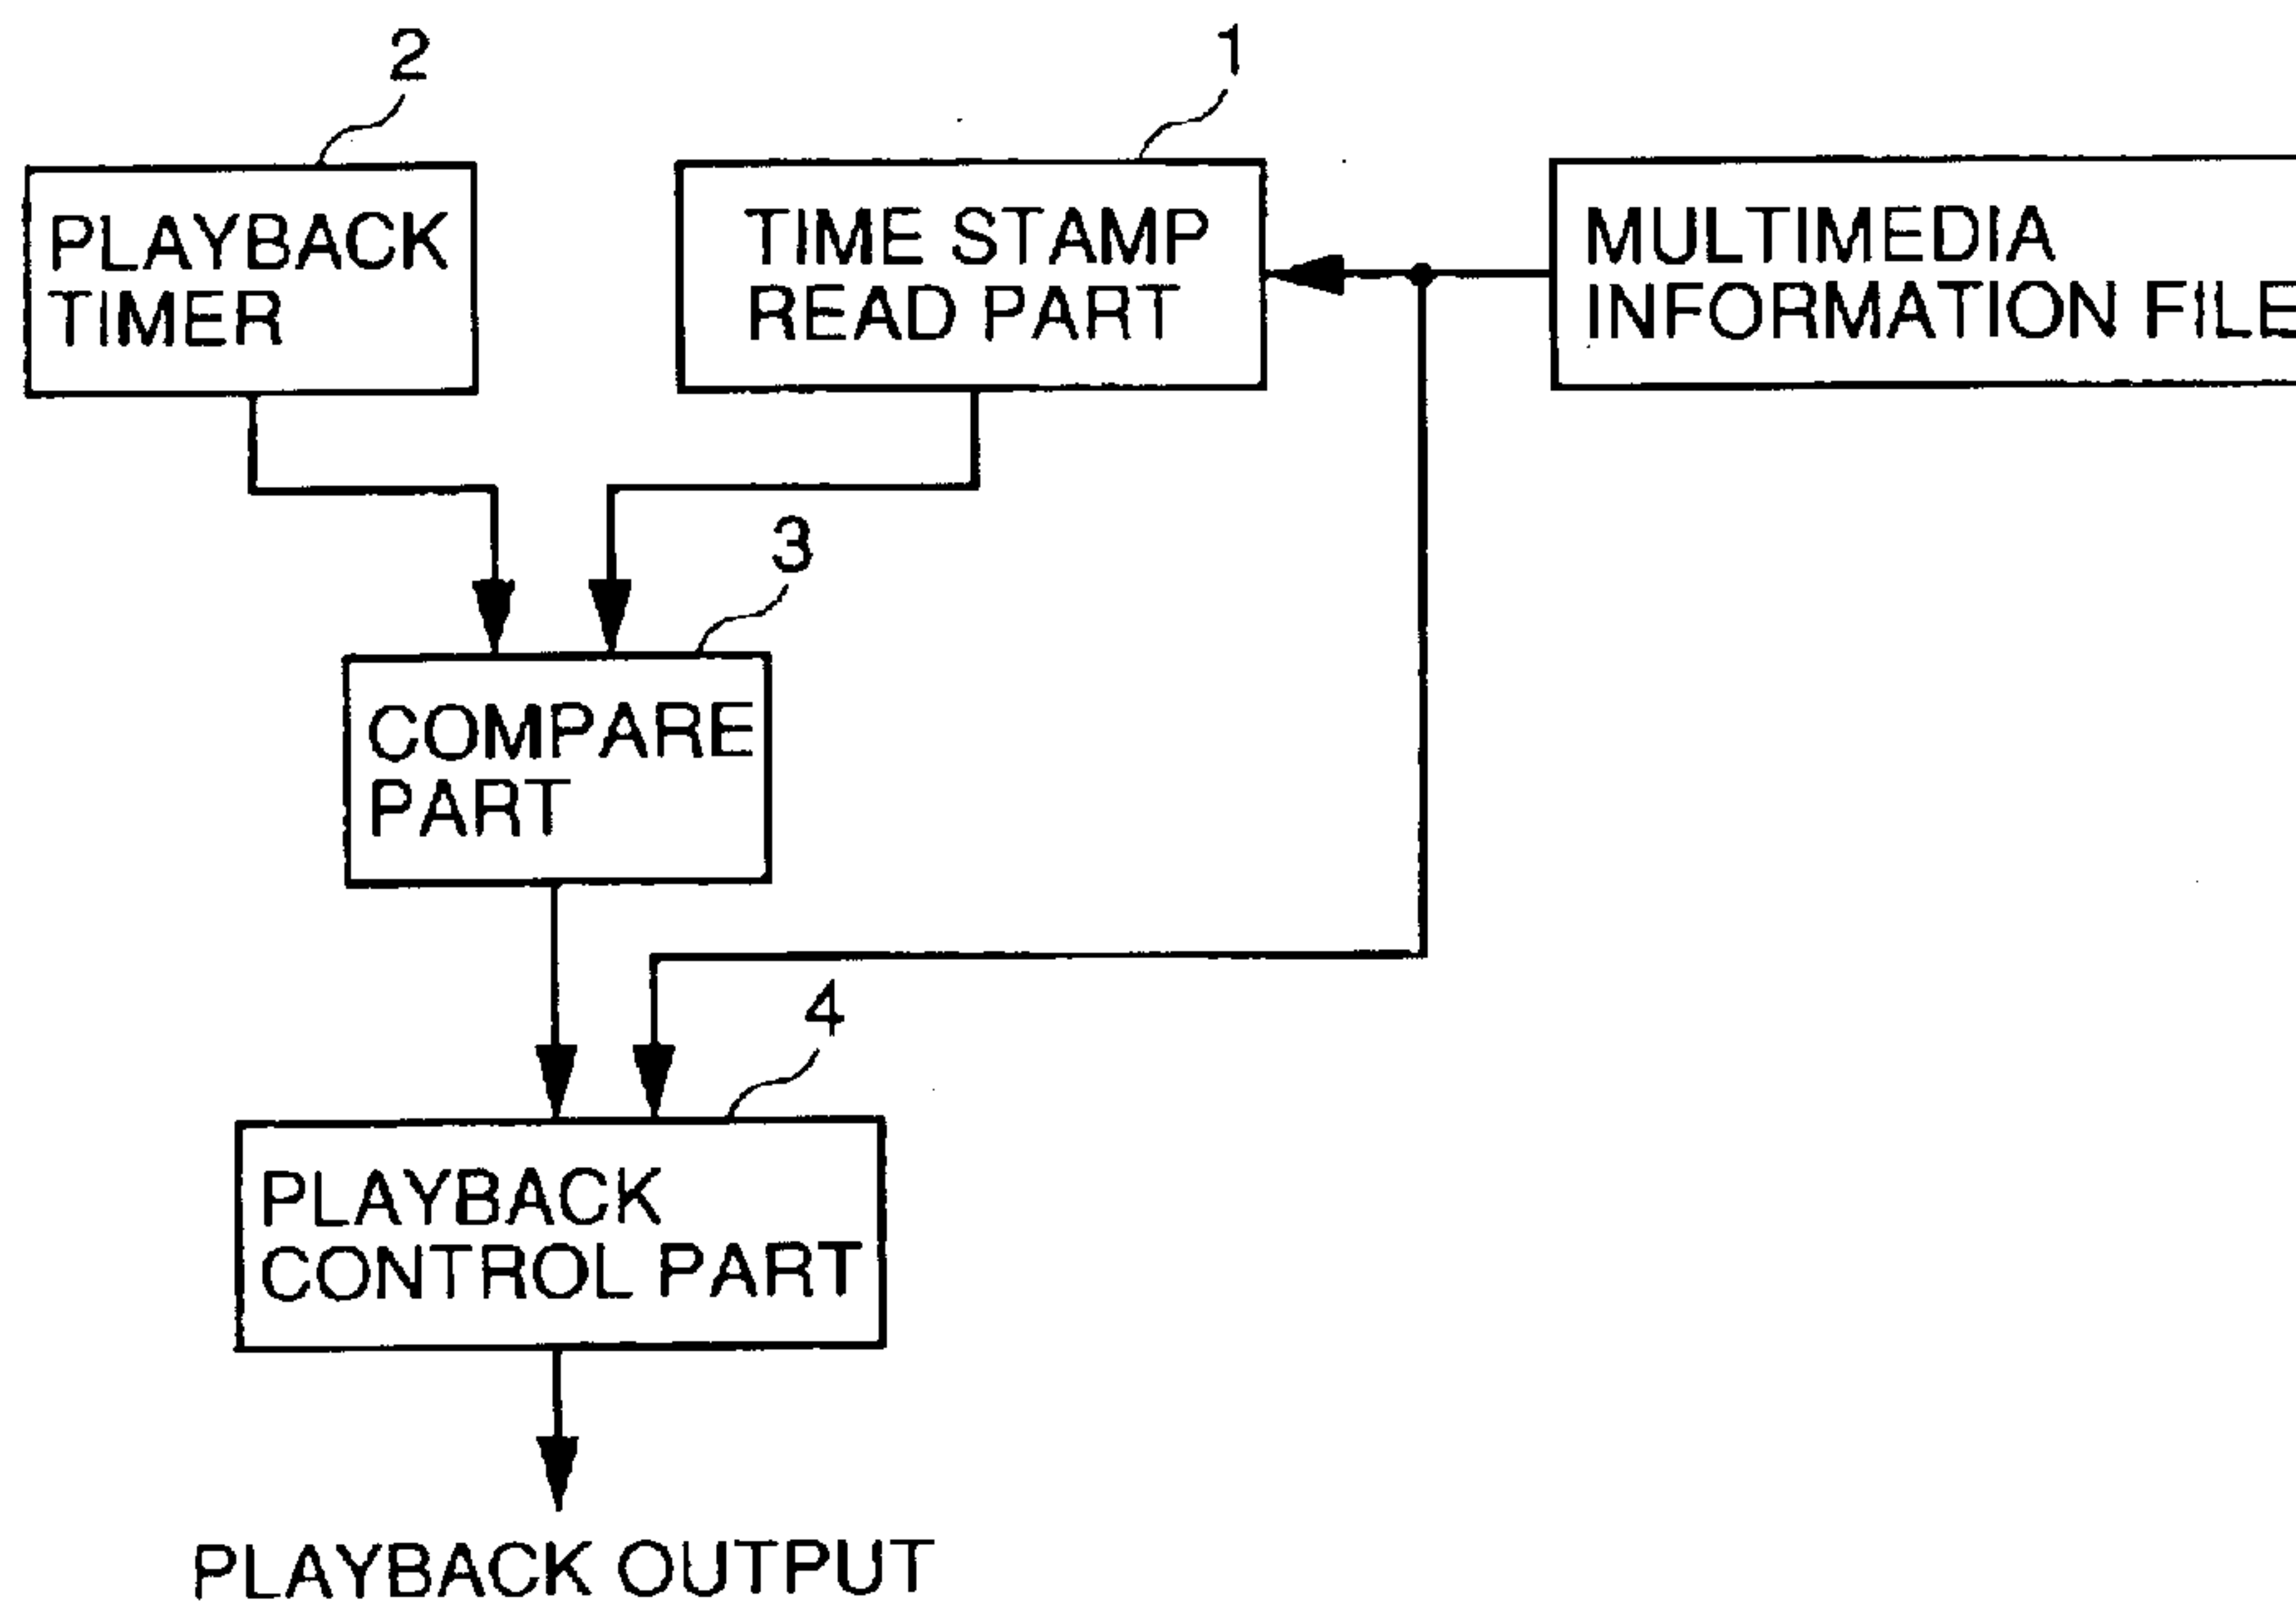 2
1
PLAYBACK
TIMER
TIME STAMP
READ PART
MULTIMEDIA
INFORMATION FILE
3
COMPARE
PART
4
PLAYBACK
CONTROL PART
PLAYBACK OUTPUT